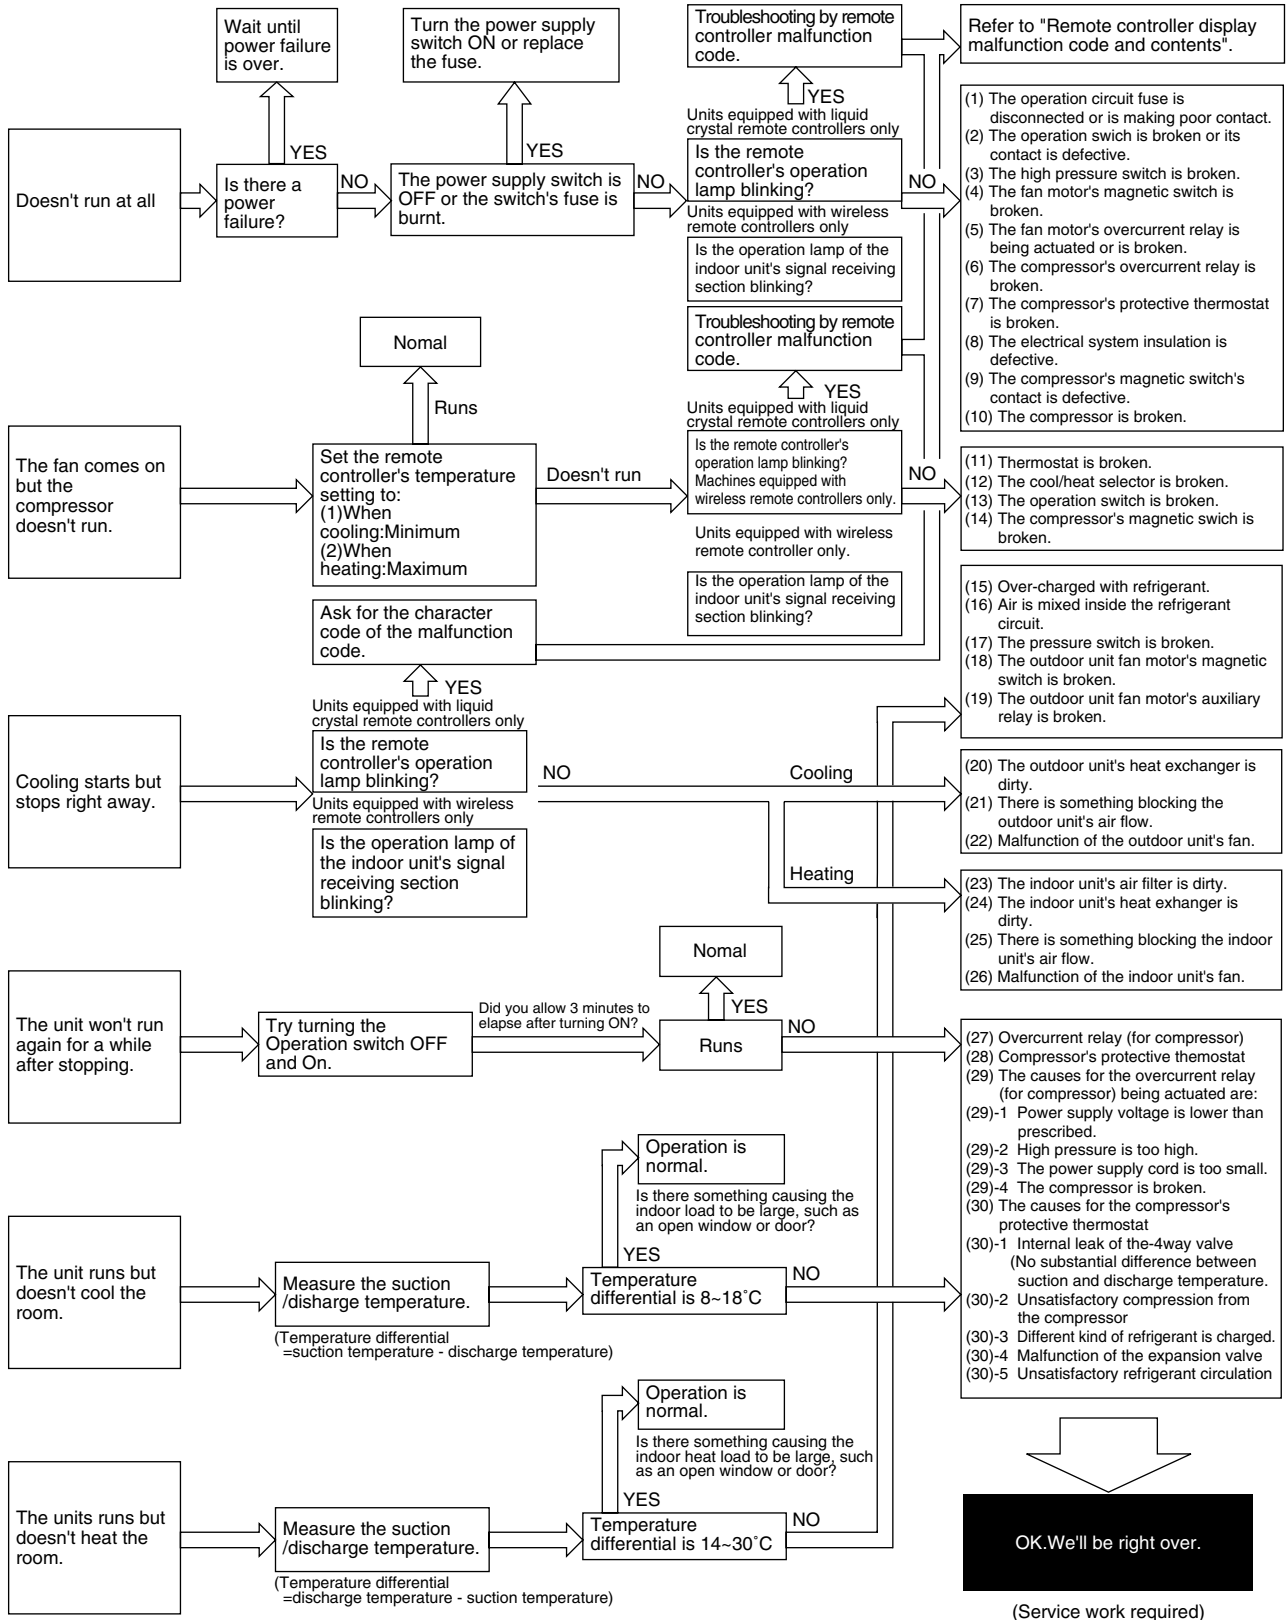 Wait until
power failure
is over.
Turn the power supply
switch ON or replace
the fuse.
Troubleshooting by remote
controller malfunction
code.
Refer to "Remote controller display
malfunction code and contents".
YES
YES
YES
Units equipped with liquid
crystal remote controllers only
Doesn't run at all
Is there a
power
failure?
NO
The power supply switch is
OFF or the switch's fuse is
burnt.
NO
Is the remote
controller's operation
lamp blinking?
NO
Units equipped with wireless
remote controllers only
Is the operation lamp of the
indoor unit's signal receiving
section blinking?
(1) The operation circuit fuse is
disconnected or is making poor contact.
(2) The operation swich is broken or its
contact is defective.
(3) The high pressure switch is broken.
(4) The fan motor's magnetic switch is
broken.
(5) The fan motor's overcurrent relay is
being actuated or is broken.
(6) The compressor's overcurrent relay is
broken.
(7) The compressor's protective thermostat
is broken.
(8) The electrical system insulation is
defective.
(9) The compressor's magnetic switch's
contact is defective.
(10) The compressor is broken.
Nomal
Runs
Troubleshooting by remote
controller malfunction
code.
YES
Units equipped with liquid
crystal remote controllers only
The fan comes on
but the
compressor
doesn't run.
Set the remote
controller's temperature
setting to:
(1)When
cooling:Minimum
(2)When
heating:Maximum
Doesn't run
Is the remote controller's
operation lamp blinking?
Machines equipped with
wireless remote controllers only.
NO
Units equipped with wireless
remote controller only.
Is the operation lamp of the
indoor unit's signal receiving
section blinking?
(11) Thermostat is broken.
(12) The cool/heat selector is broken.
(13) The operation switch is broken.
(14) The compressor's magnetic swich is
broken.
Ask for the character
code of the malfunction
code.
YES
Units equipped with liquid
crystal remote controllers only
Cooling starts but
stops right away.
Is the remote
controller's operation
lamp blinking?
Units equipped with wireless
remote controllers only
Is the operation lamp of
the indoor unit's signal
receiving section
blinking?
NO
Cooling
Heating
(15) Over-charged with refrigerant.
(16) Air is mixed inside the refrigerant
circuit.
(17) The pressure switch is broken.
(18) The outdoor unit fan motor's magnetic
switch is broken.
(19) The outdoor unit fan motor's auxiliary
relay is broken.
(20) The outdoor unit's heat exchanger is
dirty.
(21) There is something blocking the
outdoor unit's air flow.
(22) Malfunction of the outdoor unit's fan.
(23) The indoor unit's air filter is dirty.
(24) The indoor unit's heat exhanger is
dirty.
(25) There is something blocking the indoor
unit's air flow.
(26) Malfunction of the indoor unit's fan.
Nomal
YES
The unit won't run
again for a while
after stopping.
Try turning the
Operation switch OFF
and On.
Did you allow 3 minutes to
elapse after turning ON?
Runs
NO
(27) Overcurrent relay (for compressor)
(28) Compressor's protective themostat
(29) The causes for the overcurrent relay
(for compressor) being actuated are:
(29)-1 Power supply voltage is lower than
prescribed.
(29)-2 High pressure is too high.
(29)-3 The power supply cord is too small.
(29)-4 The compressor is broken.
(30) The causes for the compressor's
protective thermostat
(30)-1 Internal leak of the-4way valve
(No substantial difference between
suction and discharge temperature.
(30)-2 Unsatisfactory compression from
the compressor
(30)-3 Different kind of refrigerant is charged.
(30)-4 Malfunction of the expansion valve
(30)-5 Unsatisfactory refrigerant circulation
Operation is
normal.
Is there something causing the
indoor load to be large, such as
an open window or door?
YES
The unit runs but
doesn't cool the
room.
Measure the suction
/disharge temperature.
(Temperature differential
=suction temperature - discharge temperature)
Temperature
differential is 8~18˚C
NO
Operation is
normal.
Is there something causing the
indoor heat load to be large, such
as an open window or door?
YES
The units runs but
doesn't heat the
room.
Measure the suction
/discharge temperature.
(Temperature differential
=discharge temperature - suction temperature)
Temperature
differential is 14~30˚C
NO
OK.We'll be right over.
(Service work required)